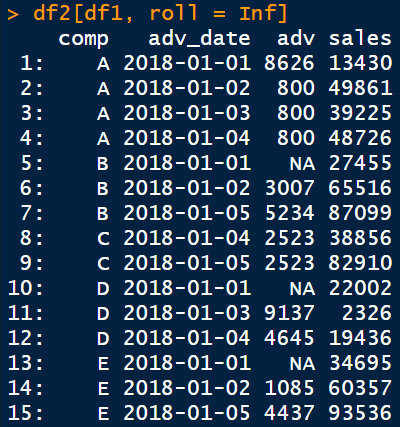 > df2[df1, roll = Inf]
comp adv_date adv sales
1: A 2018-01-01 8626 13430
2: A 2018-01-02 800 49861
3: A 2018-01-03 800 39225
4: A 2018-01-04 800 48726
5: B 2018-01-01 NA 27455
6: B 2018-01-02 3007 65516
7: B 2018-01-05 5234 87099
8: C 2018-01-04 2523 38856
9: C 2018-01-05 2523 82910
10: D 2018-01-01 NA 22002
11: D 2018-01-03 9137 2326
12: D 2018-01-04 4645 19436
13: E 2018-01-01 NA 34695
14: E 2018-01-02 1085 60357
15: E 2018-01-05 4437 93536